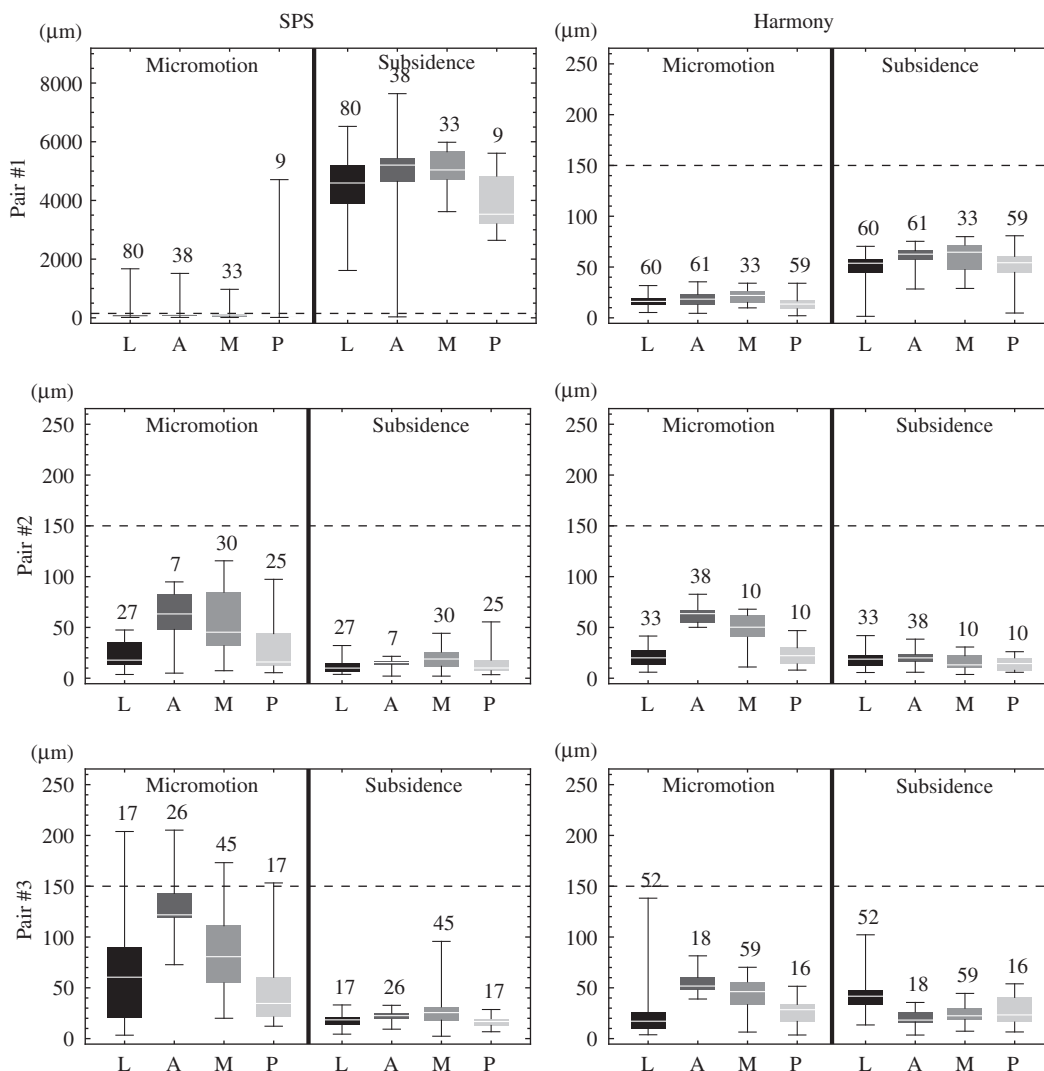 SPS Harmony
(μm) (μm)
Micromotion Subsidence Micromotion Subsidence
250
8000 38 200
80 33
6000 9 9 150
Pair #1
4000 100
60 61 33 59
80 38 60 61 33 59
2000 33 50
0 0
L A M P L A M P L A M P L A M P
(μm) (μm)
250 Micromotion Subsidence 250 Micromotion Subsidence
200 200
150 150
Pair #2
30
7 25 38
100 100
27 33 10 10
50 27 7 30 25 50 33 38 10 10
0 0
L A M P L A M P L A M P L A M P
(μm) (μm)
250 Micromotion Subsidence 250 Micromotion Subsidence
17 26
200 45 200
17
150 150 52
Pair #3
45 52
100 100 18 59
50 17 26 17 50 16 18 59 16
0 0
L A M P L A M P L A M P L A M P